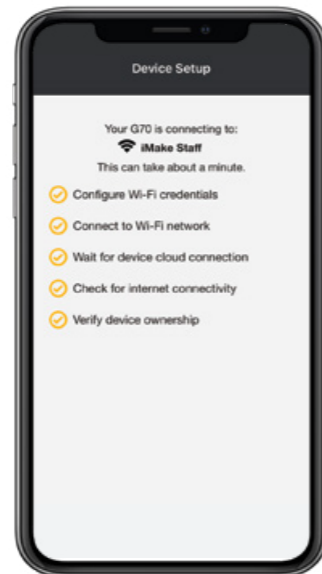 Device Setup
Your G70 is connecting to:
iMake Staff
This can take about a minute.
Configure Wi-Fi credentials
Connect to Wi-Fi network
Wait for device cloud connection
Check for internet connectivity
Verify device ownership